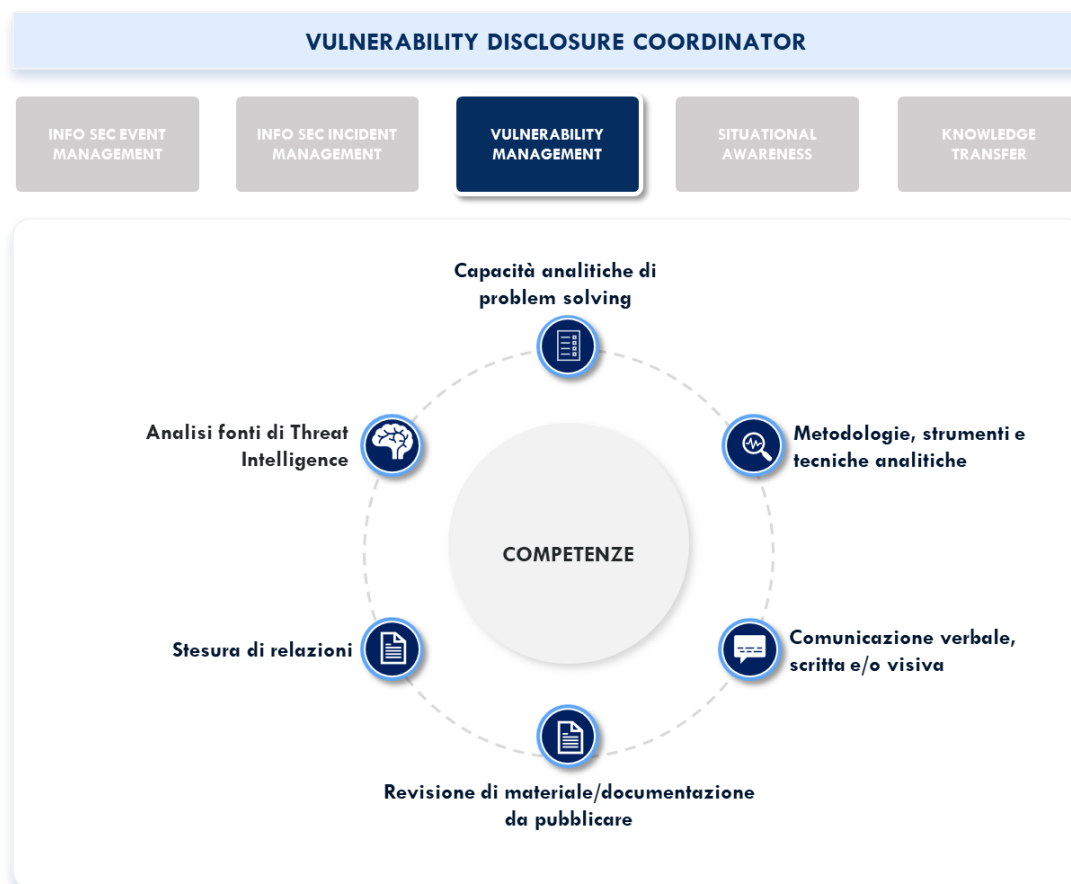 VULNERABILITY DISCLOSURE COORDINATOR
INFO SEC EVENT
MANAGEMENT
INFO SEC INCIDENT
MANAGEMENT
VULNERABILITY
MANAGEMENT
SITUATIONAL
AWARENESS
KNOWLEDGE
TRANSFER
Capacità analitiche di
problem solving
Analisi fonti di Threat
Intelligence
Metodologie, strumenti e
tecniche analitiche
COMPETENZE
Stesura di relazioni
Comunicazione verbale,
scritta e/o visiva
Revisione di materiale/documentazione
da pubblicare